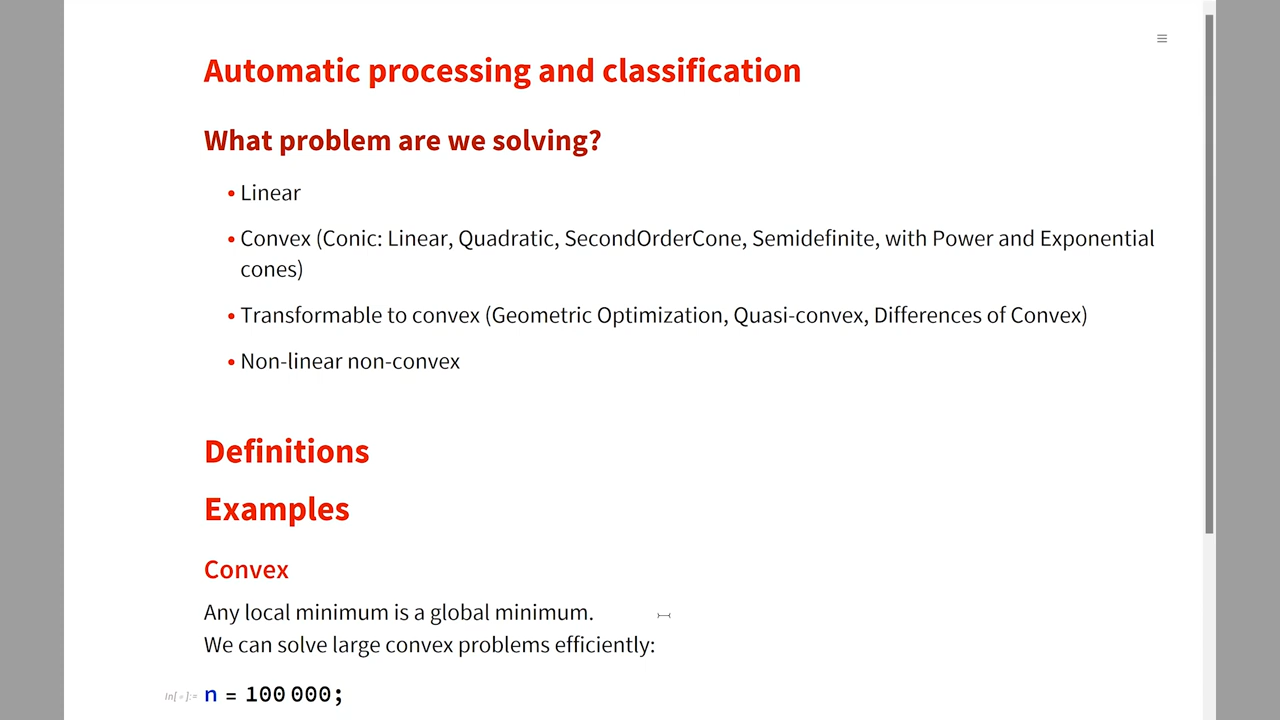 Automatic processing and classification
What problem are we solving?
• Linear
• Convex (Conic: Linear, Quadratic, SecondOrderCone, Semidefinite, with Power and Exponential
cones)
• Transformable to convex (Geometric Optimization, Quasi-convex, Differences of Convex)
• Non-linear non-convex
Definitions
Examples
Convex
Any local minimum is a global minimum.
We can solve large convex problems efficiently:
In[ ◦ ]:= n = 100 000;